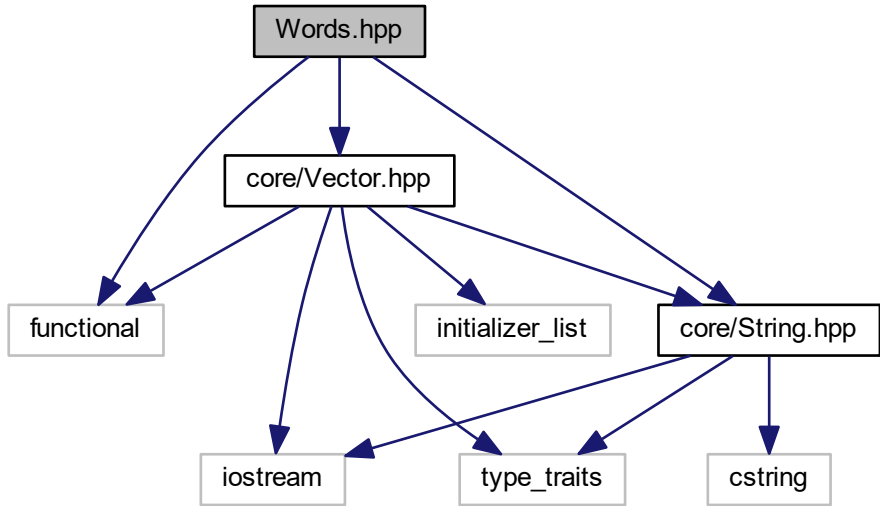 Words.hpp
core/Vector.hpp
functional
initializer_list
core/String.hpp
iostream
type_traits
cstring